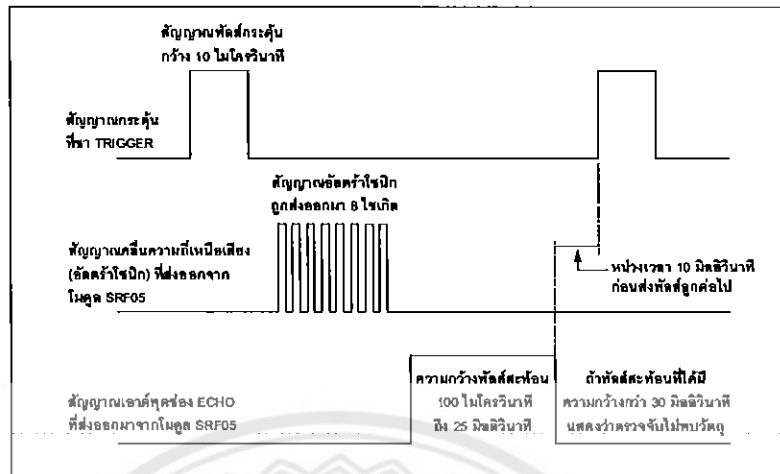 สัญญาณพัลส์กระตุ้น
กว้าง 10 ไมโครวินาที
สัญญาณกระตุ้น
ที่ขา TRIGGER
สัญญาณอัลตร้าโซนิก
ถูกส่งออกมา 8 ไซเกิล
สัญญาณคลื่นความถี่เหนือเสียง
(อัลตร้าโซนิก) ที่ส่งออกจาก
โมดูล SRF05
หน่วงเวลา 10 มิลลิวินาที
ก่อนส่งพัลส์ลูกต่อไป
สัญญาณเอาต์พุตช่อง ECHO
ที่ส่งออกมาจากโมดูล SRF05
ความกว้างพัลส์สะท้อน
100 ไมโครวินาที
ถึง 25 มิลลิวินาที
ถ้าพัลส์สะท้อนที่ได้มี
ความกว้างกว่า 30 มิลลิวินาที
แสดงว่าตรวจจับไม่พบวัตถุ